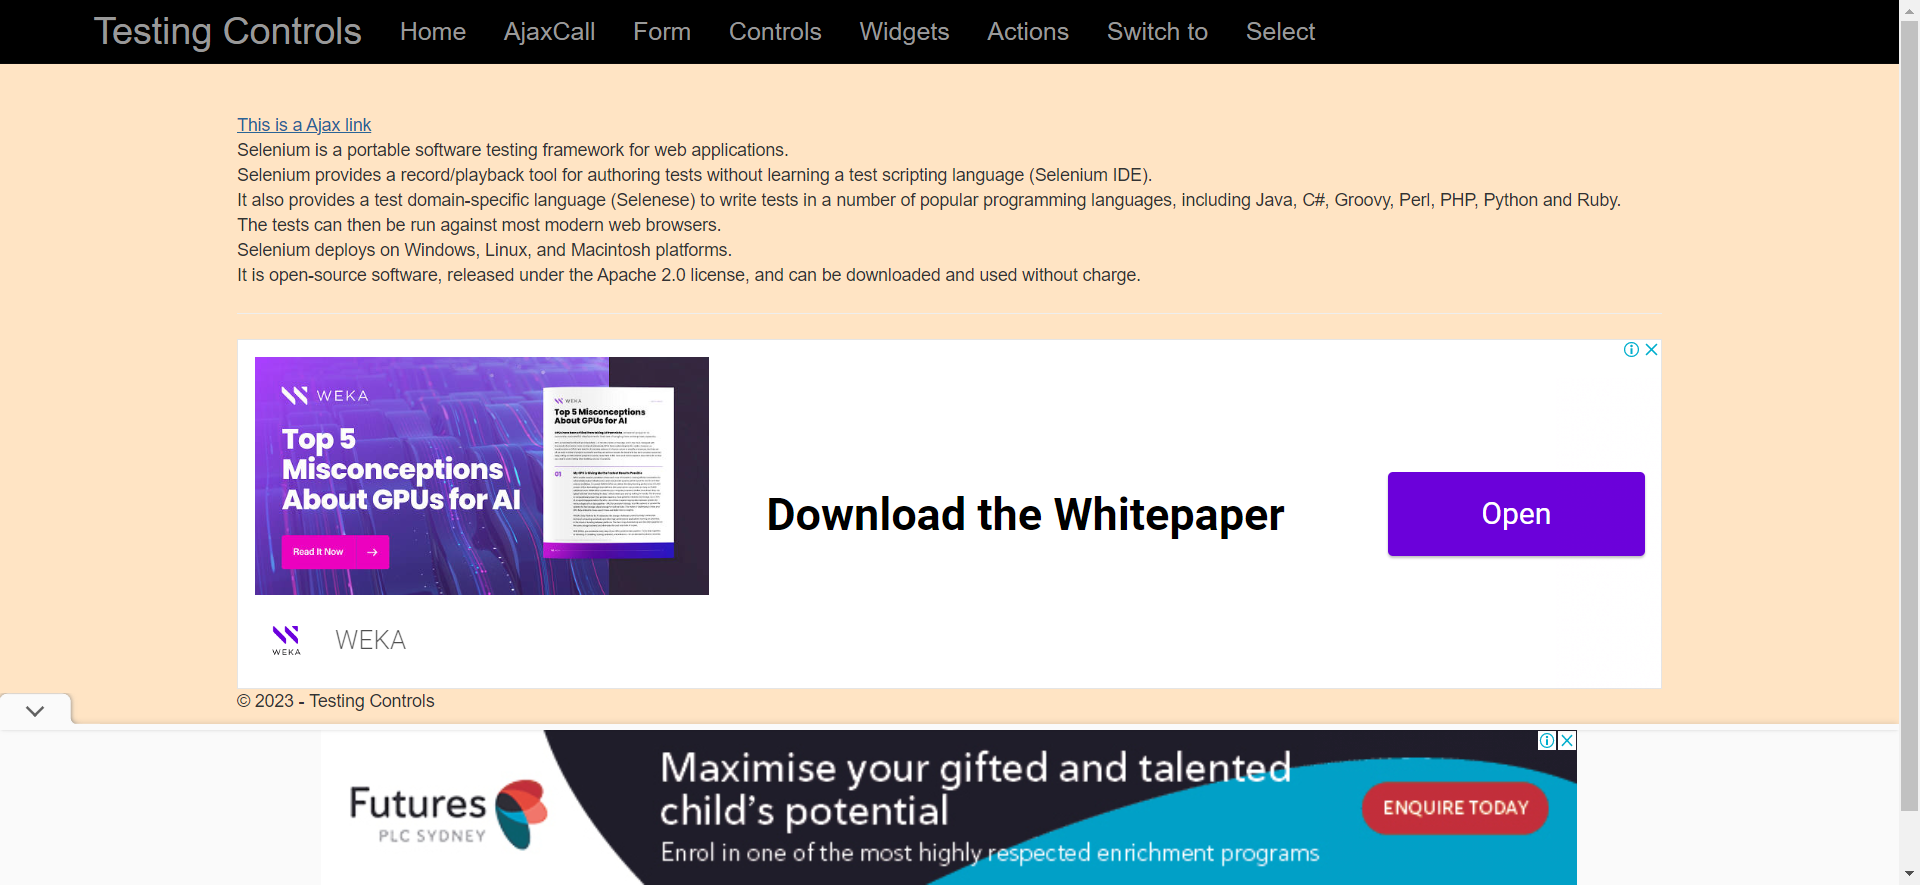 Testing Controls Home AjaxCall Form Controls Widgets Actions Switch to Select
This is a Ajax link
Selenium is a portable software testing framework for web applications.
Selenium provides a record/playback tool for authoring tests without learning a test scripting language (Selenium IDE).
It also provides a test domain-specific language (Selenese) to write tests in a number of popular programming languages, including Java, C#, Groovy, Perl, PHP, Python and Ruby.
The tests can then be run against most modern web browsers.
Selenium deploys on Windows, Linux, and Macintosh platforms.
It is open-source software, released under the Apache 2.0 license, and can be downloaded and used without charge.
WEKA
Top 5
Misconceptions
About GPUs for AI
Read It Now
WEKA
Top 5 Misconceptions
About GPUs for AI
01
Download the Whitepaper
Open
WEKA
WEKA
© 2023 - Testing Controls
Futures
PLC SYDNEY
Maximise your gifted and talented
child's potential
Enrol in one of the most highly respected enrichment programs
ENQUIRE TODAY